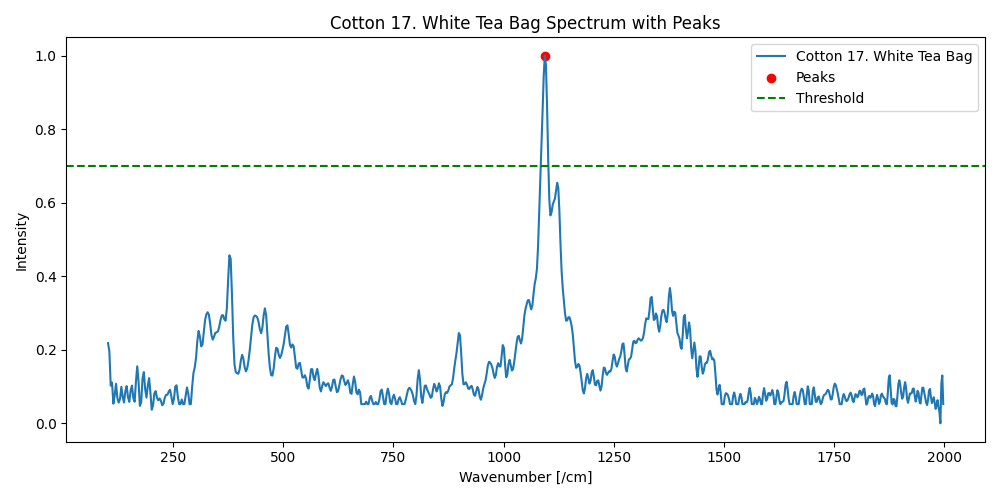 Cotton 17. White Tea Bag Spectrum with Peaks
Cotton 17. White Tea Bag
Peaks
Threshold
1.0
0.8
0.6
0.4
0.2
0.0
Intensity
250
500
750
1000
1250
1500
1750
2000
Wavenumber [/cm]